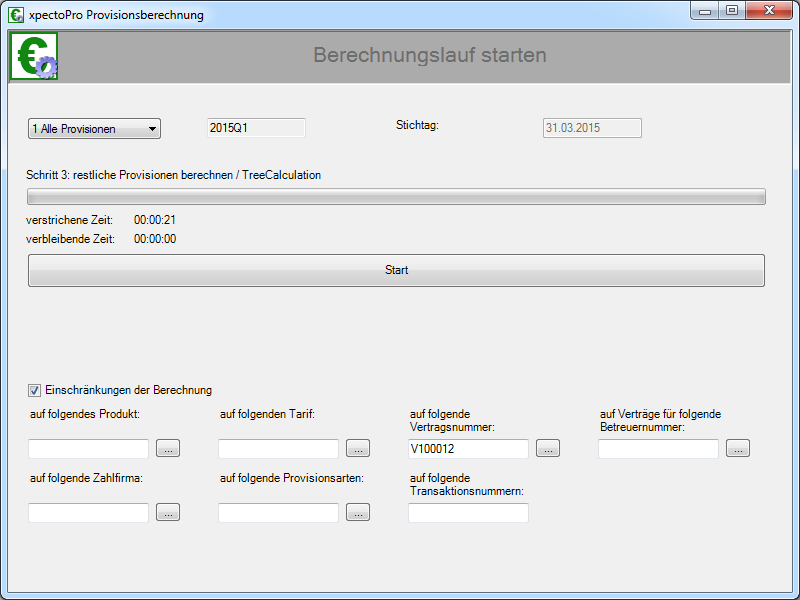 xpectoPro Provisionsberechnung
Berechnungslauf starten
1 Alle Provisionen
2015Q1
Stichtag:
31.03.2015
Schritt 3: restliche Provisionen berechnen / TreeCalculation
verstrichene Zeit: 00:00:21
verbleibende Zeit: 00:00:00
Start
Einschränkungen der Berechnung
auf folgendes Produkt:
auf folgenden Tarif:
auf folgende
Vertragsnummer:
auf Verträge für folgende
Betreuernummer:
...
...
V100012
...
...
auf folgende Zahlfirma:
auf folgende Provisionsarten:
auf folgende
Transaktionsnummern:
...
...